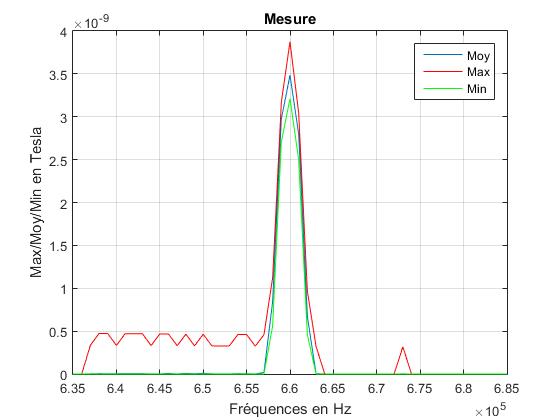 Mesure
×10⁻⁹
4
3.5
3
2.5
2
1.5
1
0.5
0
Max/Moy/Min en Tesla
Moy
Max
Min
6.35 6.4 6.45 6.5 6.55 6.6 6.65 6.7 6.75 6.8 6.85
×10⁵
Fréquences en Hz